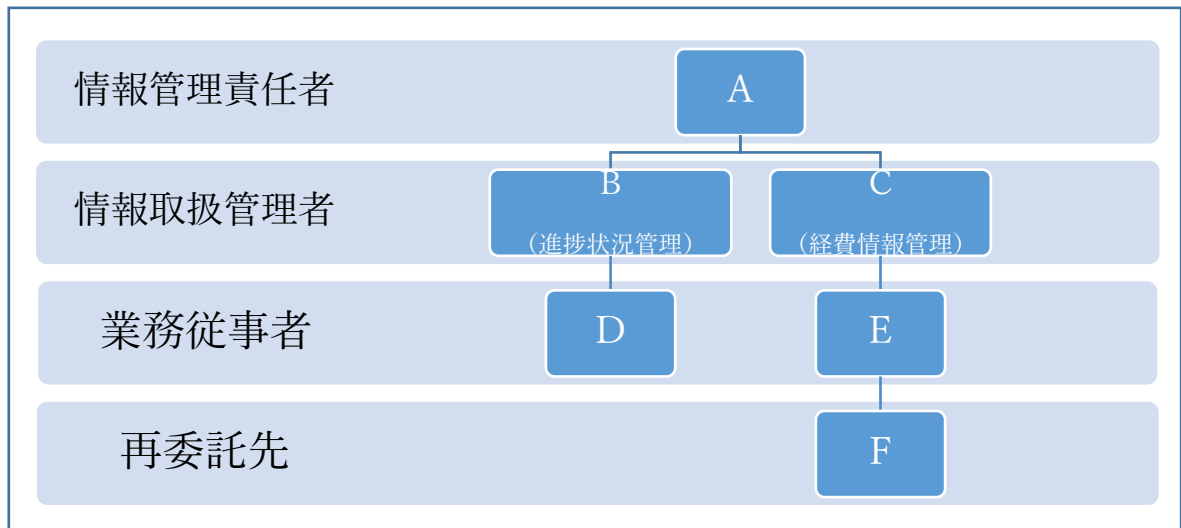 情報管理責任者
A
情報取扱管理者
B
(進捗状況管理)
C
(経費情報管理)
業務従事者
D
E
再委託先
F